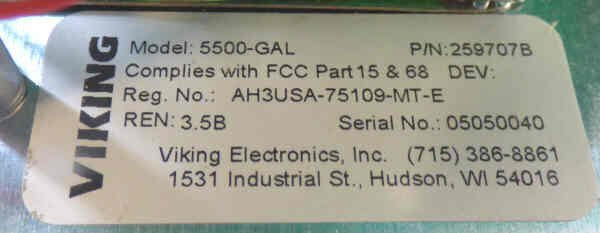 VIKING
Model: 5500-GAL P/N:259707B
Complies with FCC Part 15 & 68 DEV:
Reg. No.: AH3USA-75109-MT-E
REN: 3.5B Serial No.: 05050040
Viking Electronics, Inc. (715) 386-8861
1531 Industrial St., Hudson, WI 54016